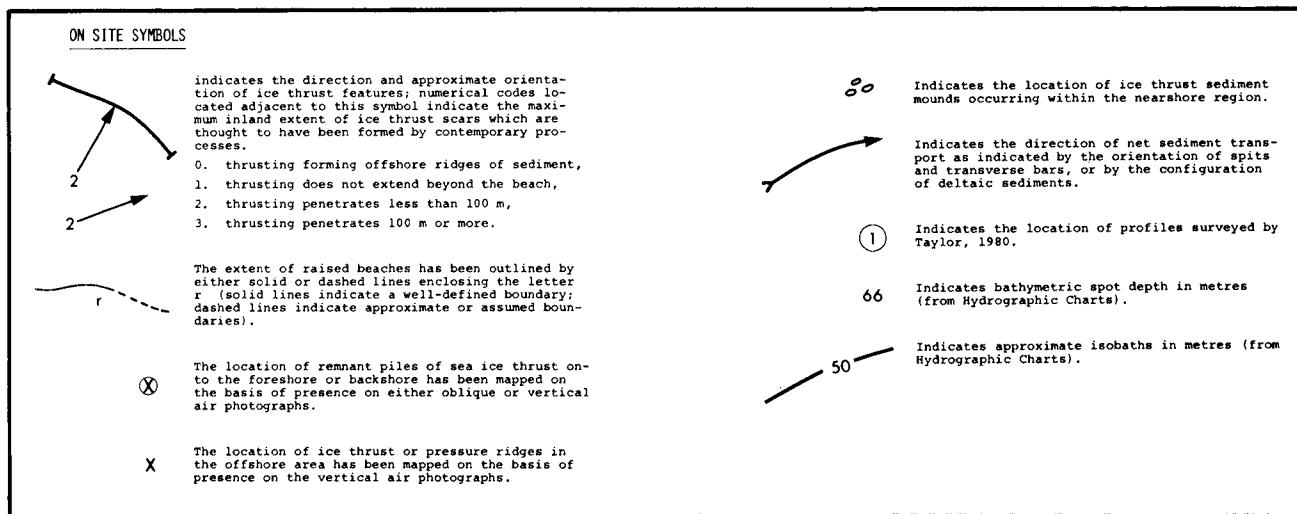 ON SITE SYMBOLS
indicates the direction and approximate orienta-
tion of ice thrust features; numerical codes lo-
cated adjacent to this symbol indicate the maxi-
mum inland extent of ice thrust scars which are
thought to have been formed by contemporary pro-
cesses.
2
0. thrusting forming offshore ridges of sediment,
1. thrusting does not extend beyond the beach,
2. thrusting penetrates less than 100 m,
3. thrusting penetrates 100 m or more.
2
The extent of raised beaches has been outlined by
either solid or dashed lines enclosing the letter
r (solid lines indicate a well-defined boundary;
dashed lines indicate approximate or assumed boun-
daries).
r
The location of remnant piles of sea ice thrust on-
to the foreshore or backshore has been mapped on
the basis of presence on either oblique or vertical
air photographs.
X
The location of ice thrust or pressure ridges in
the offshore area has been mapped on the basis of
presence on the vertical air photographs.
X
Indicates the location of ice thrust sediment
mounds occurring within the nearshore region.
Indicates the direction of net sediment trans-
port as indicated by the orientation of spits
and transverse bars, or by the configuration
of deltaic sediments.
1
Indicates the location of profiles surveyed by
Taylor, 1980.
66
Indicates bathymetric spot depth in metres
(from Hydrographic Charts).
50
Indicates approximate isobaths in metres (from
Hydrographic Charts).